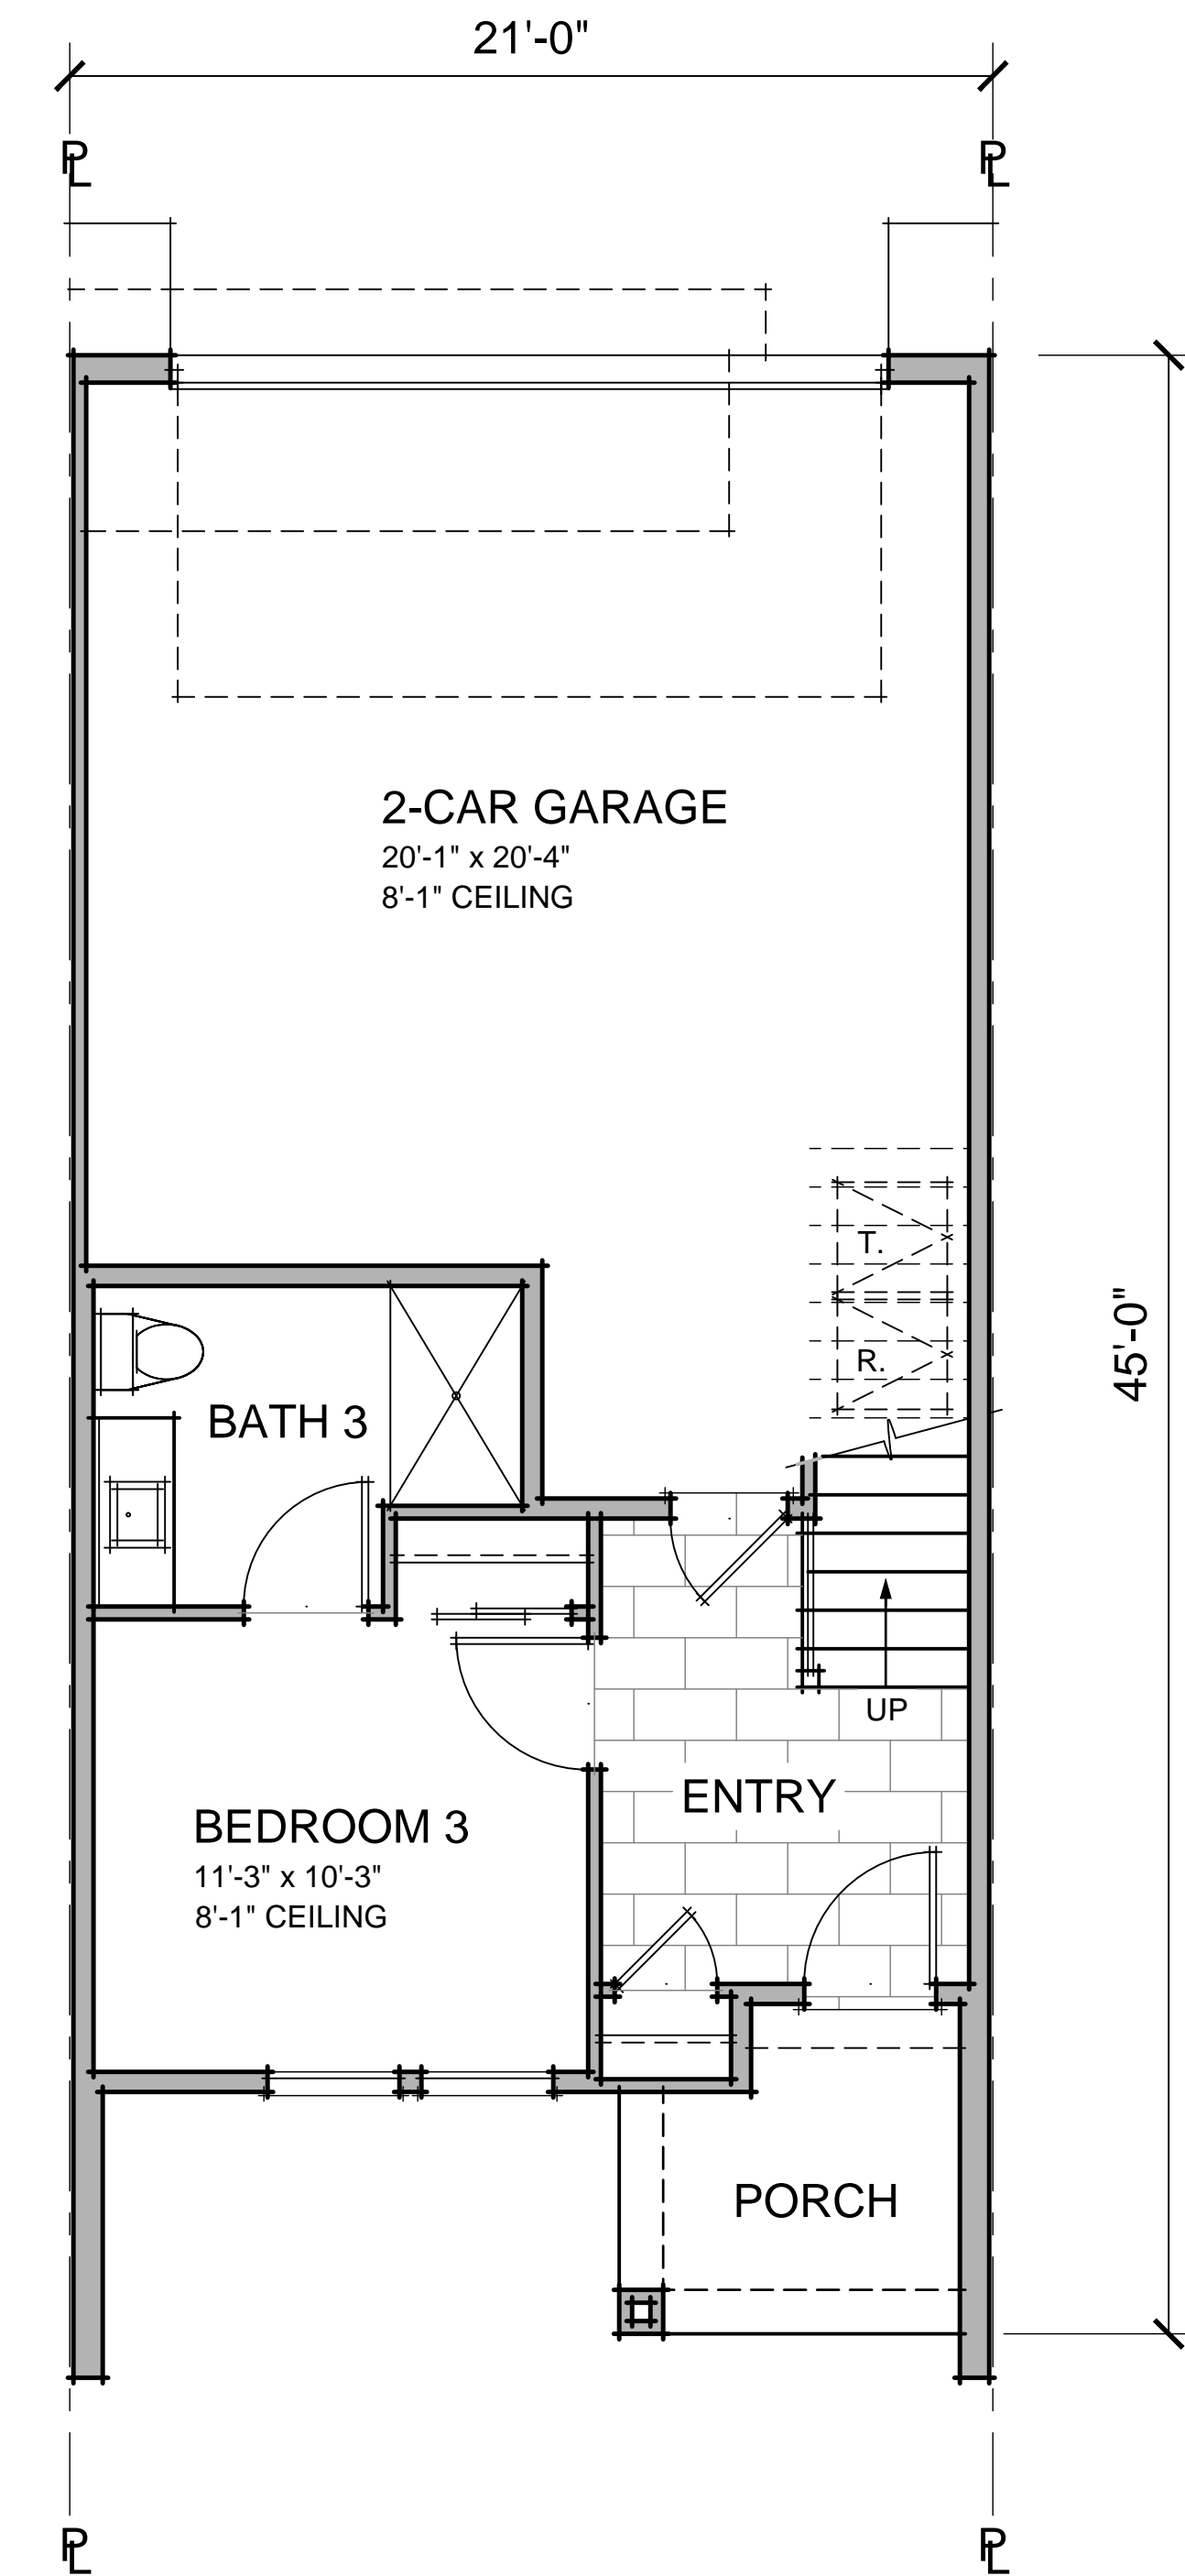 21'-0"
PL PL
2-CAR GARAGE
20'-1" x 20'-4"
8'-1" CEILING
T.
R.
45'-0"
BATH 3
UP
ENTRY
BEDROOM 3
11'-3" x 10'-3"
8'-1" CEILING
PORCH
PL PL